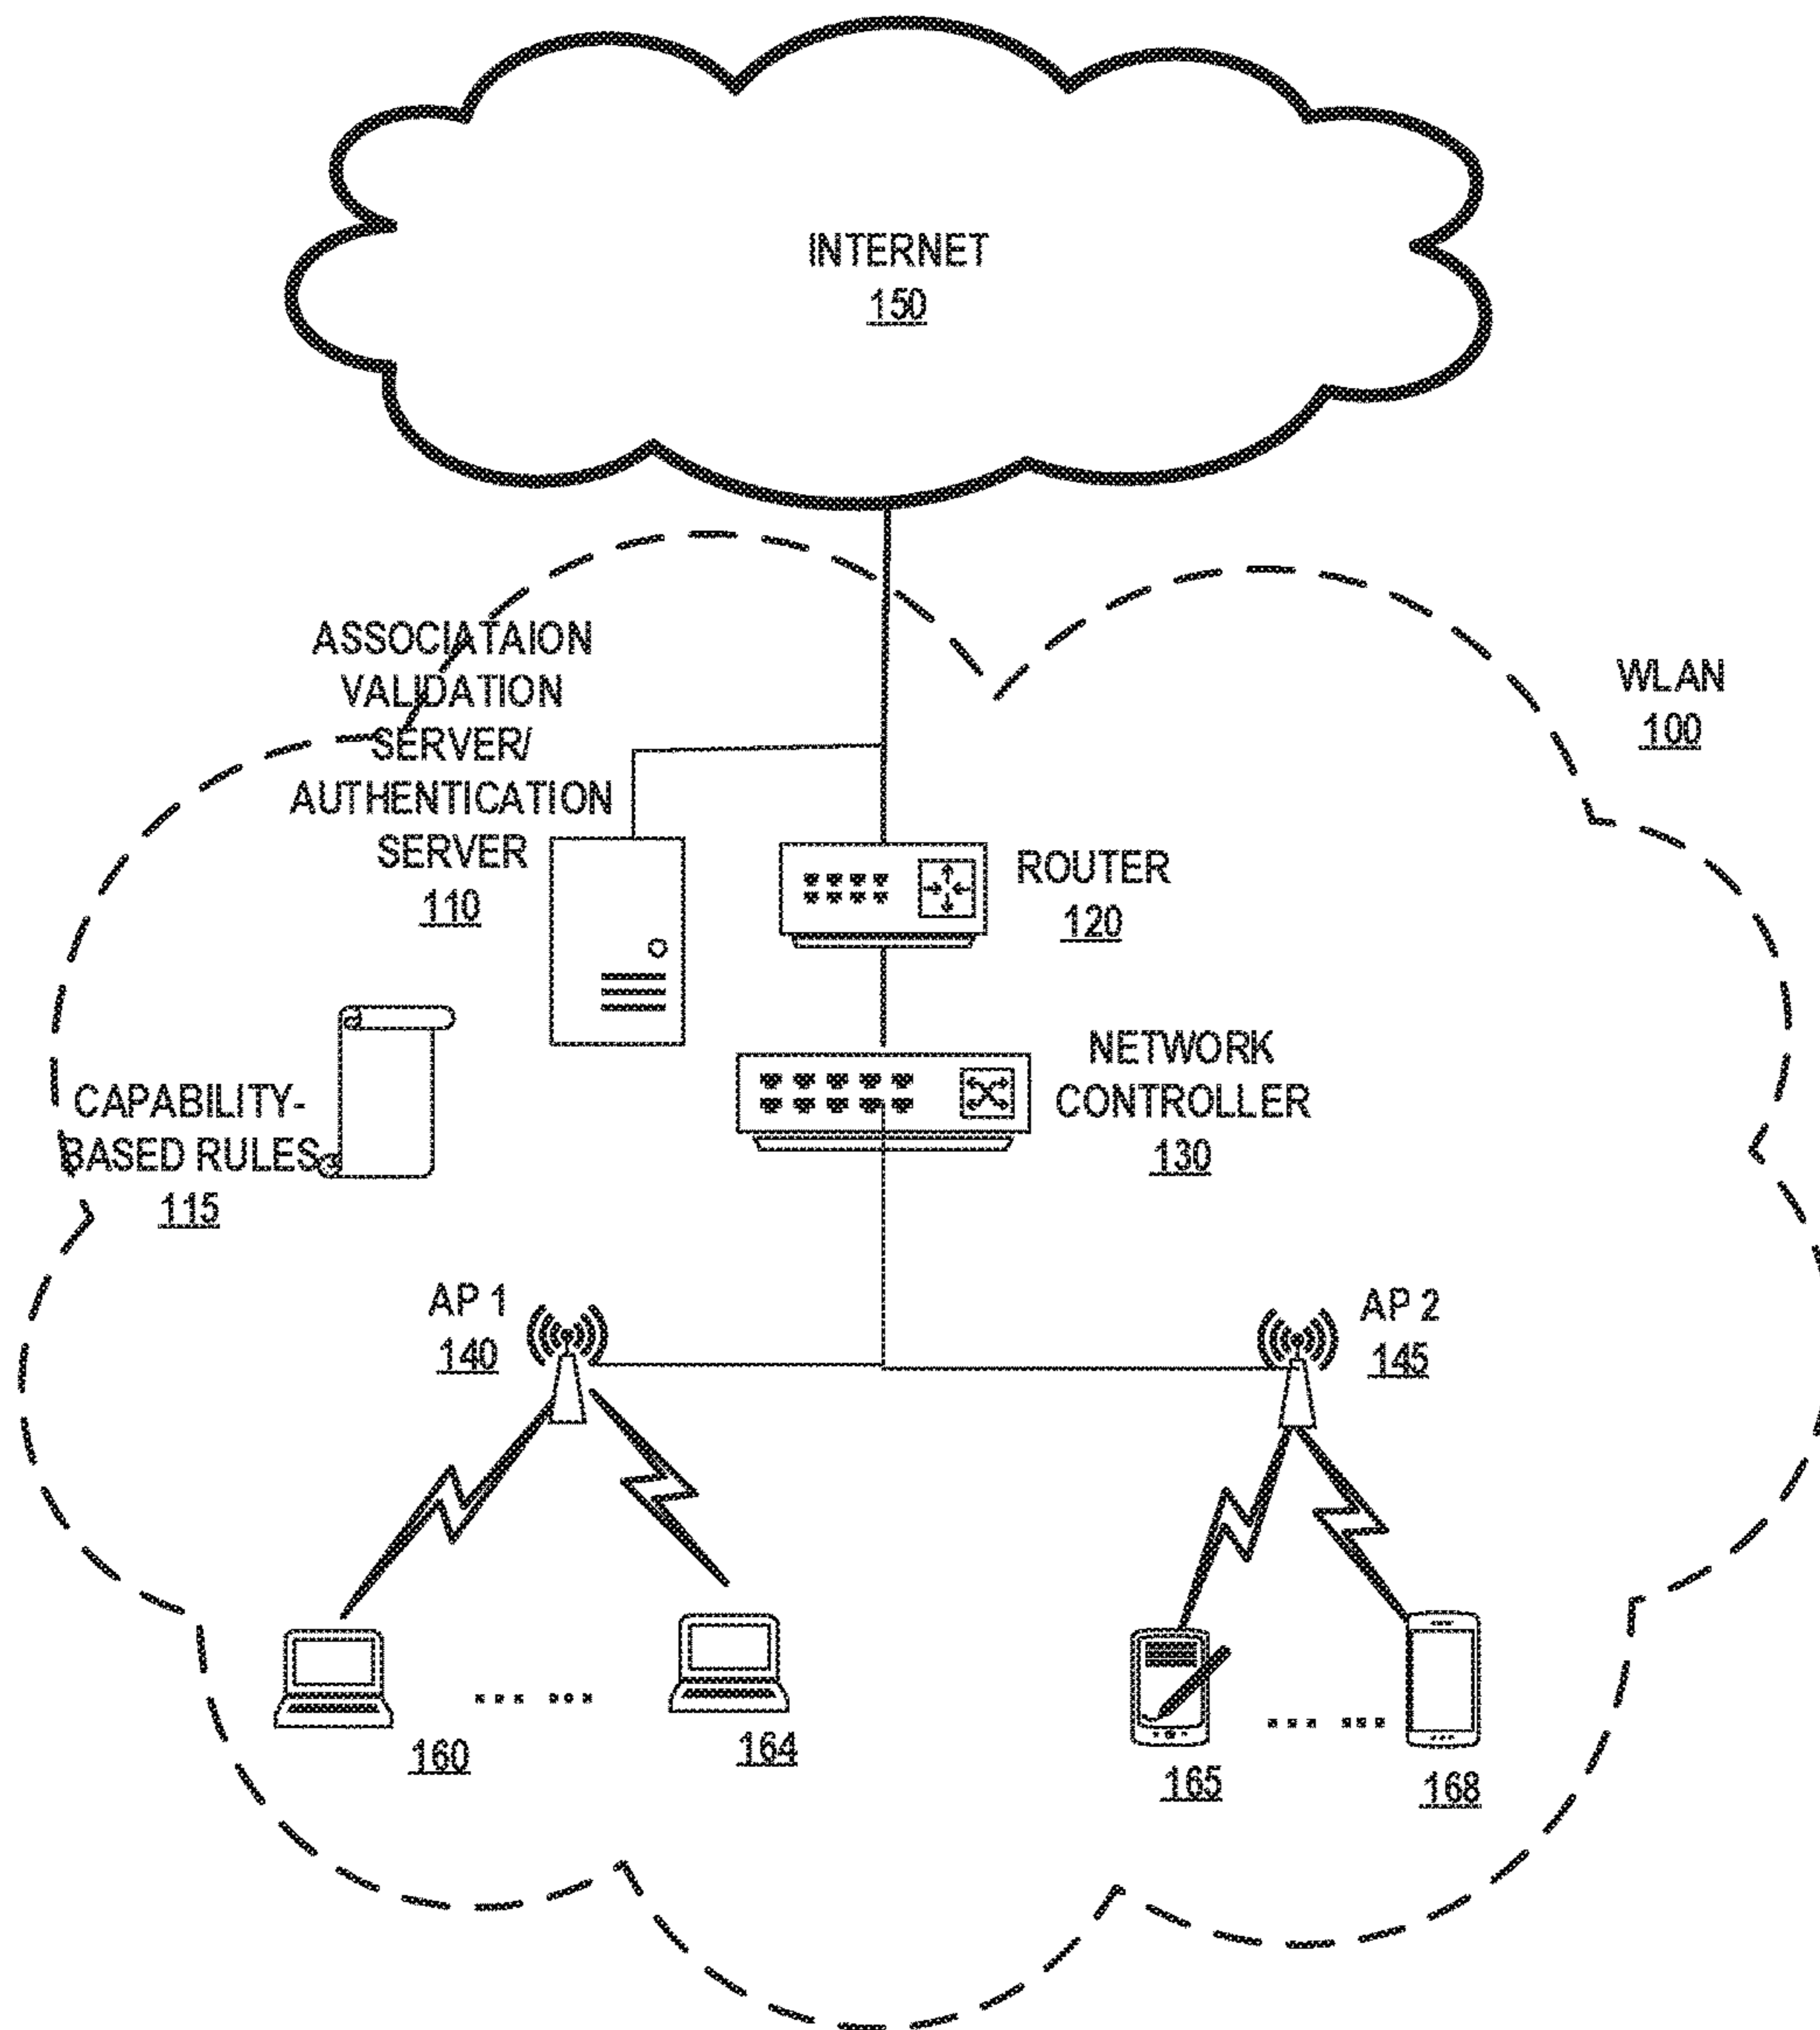 INTERNET
150
ASSOCIATAION
VALIDATION
SERVER/
AUTHENTICATION
SERVER
110
WLAN
100
ROUTER
120
NETWORK
CONTROLLER
130
CAPABILITY-
BASED RULES
115
AP 1
140
AP 2
145
160
164
165
168